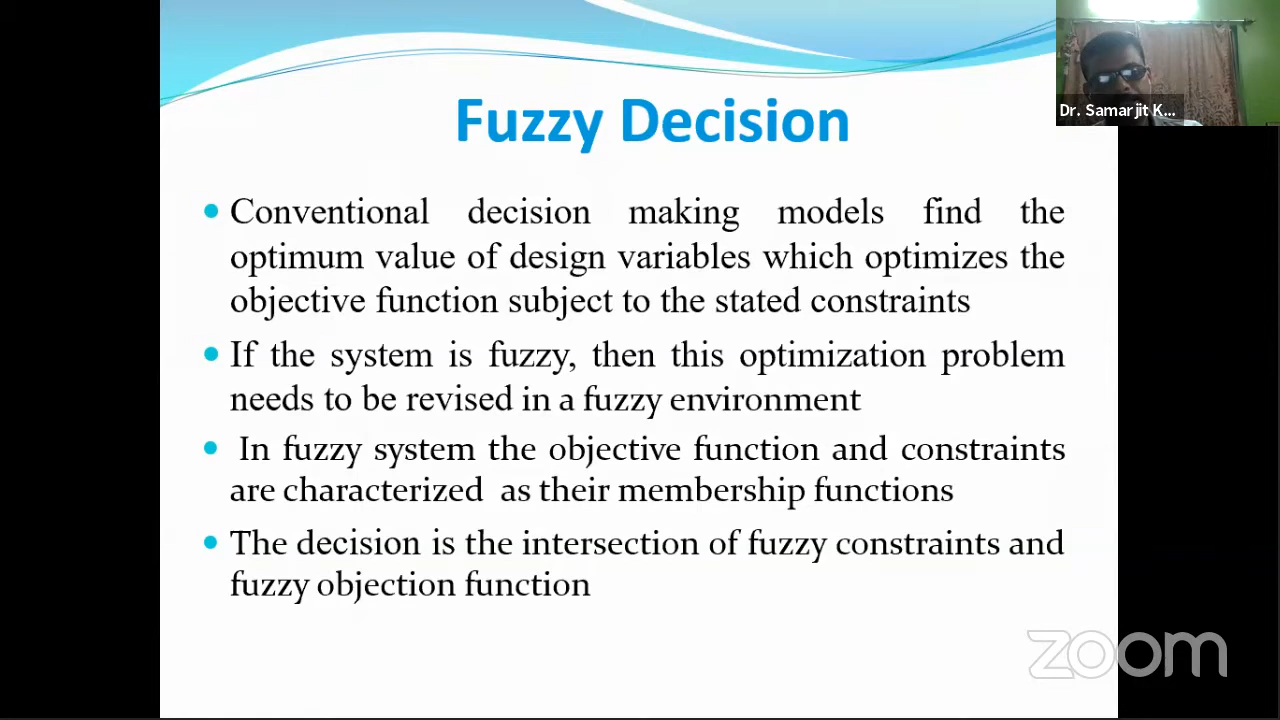 Dr. Samarjit K...
Fuzzy Decision
Conventional decision making models find the
optimum value of design variables which optimizes the
objective function subject to the stated constraints
If the system is fuzzy, then this optimization problem
needs to be revised in a fuzzy environment
In fuzzy system the objective function and constraints
are characterized as their membership functions
The decision is the intersection of fuzzy constraints and
fuzzy objection function
zoom